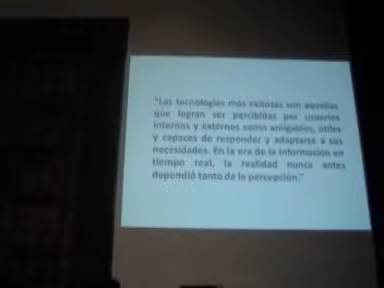 "Las tecnologías más exitosas son aquellas
que logran ser percibidas por usuarios
internos y externos como amigables, útiles
y capaces de responder y adaptarse a sus
necesidades. En la era de la información en
tiempo real, la realidad nunca antes
dependió tanto de la percepción."